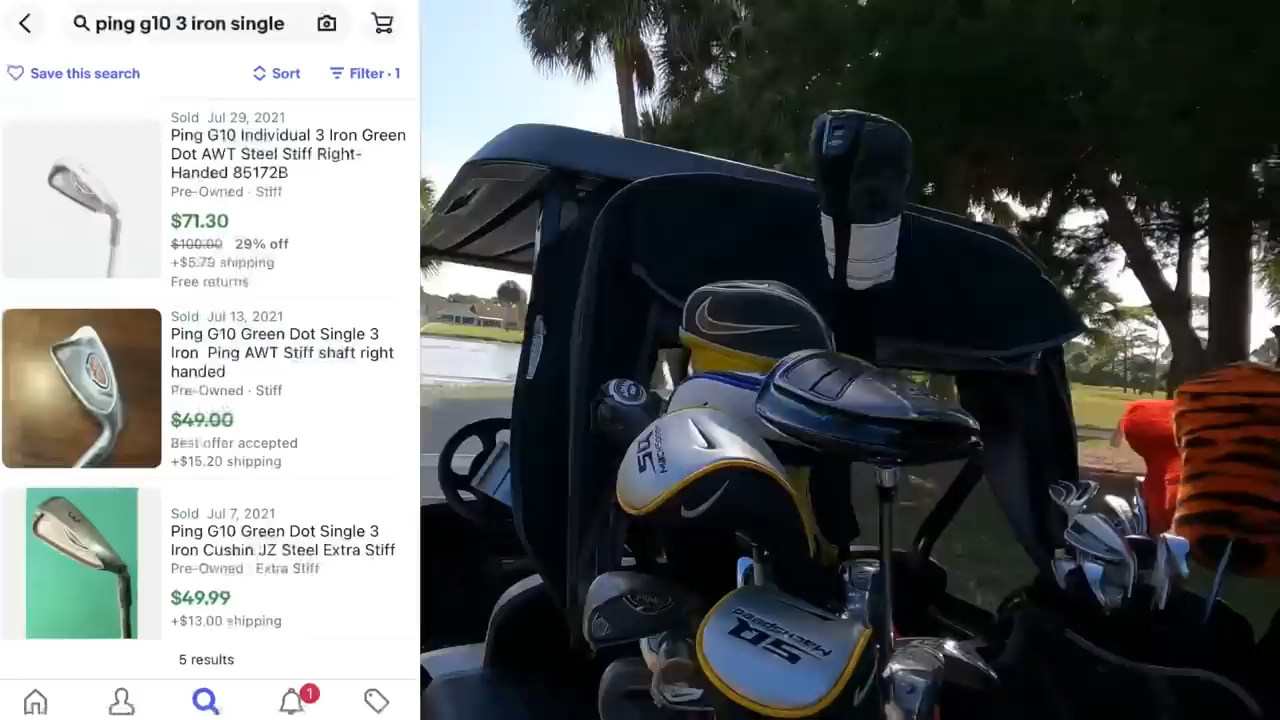 ping g10 3 iron single
Save this search
Sort
Filter · 1
Sold Jul 29, 2021
Ping G10 Individual 3 Iron Green
Dot AWT Steel Stiff Right-
Handed 85172B
Pre-Owned · Stiff
$71.30
$100.00 29% off
+$5.79 shipping
Free returns
Sold Jul 13, 2021
Ping G10 Green Dot Single 3
Iron Ping AWT Stiff shaft right
handed
Pre-Owned · Stiff
$49.00
Best offer accepted
+$15.20 shipping
Sold Jul 7, 2021
Ping G10 Green Dot Single 3
Iron Cushin JZ Steel Extra Stiff
Pre-Owned · Extra Stiff
$49.99
+$13.00 shipping
5 results
1
SQ
MACHSPEED
SQ
MACHSPEED